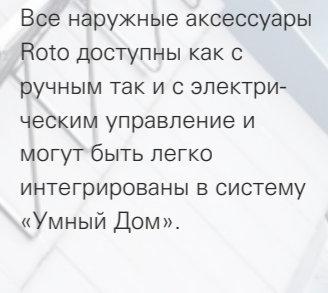 Все наружные аксессуары
Roto доступны как с
ручным так и с электри-
ческим управление и
могут быть легко
интегрированы в систему
«Умный Дом».